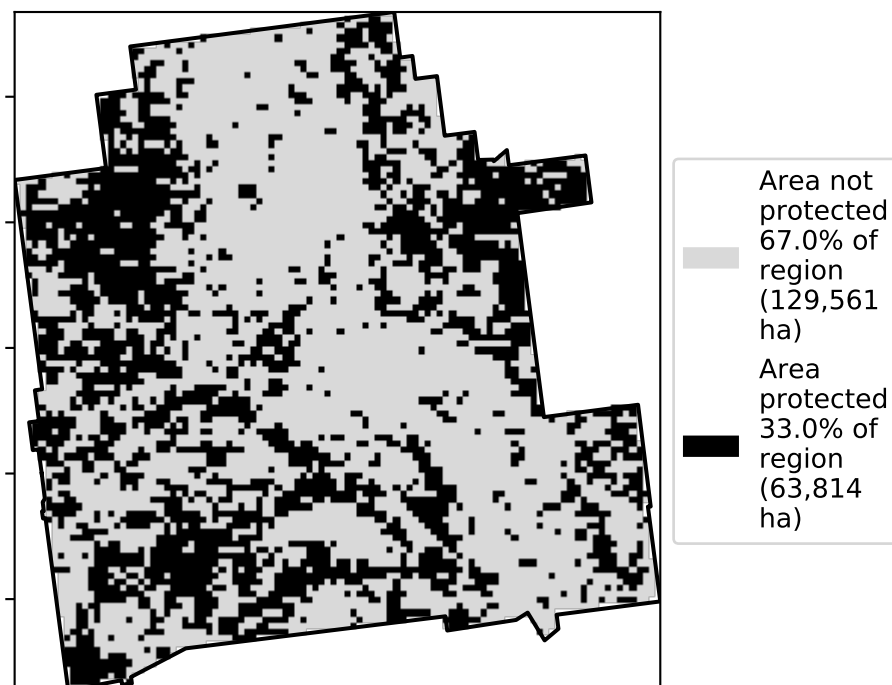 Area not
protected
67.0% of
region
(129,561
ha)
Area
protected
33.0% of
region
(63,814
ha)